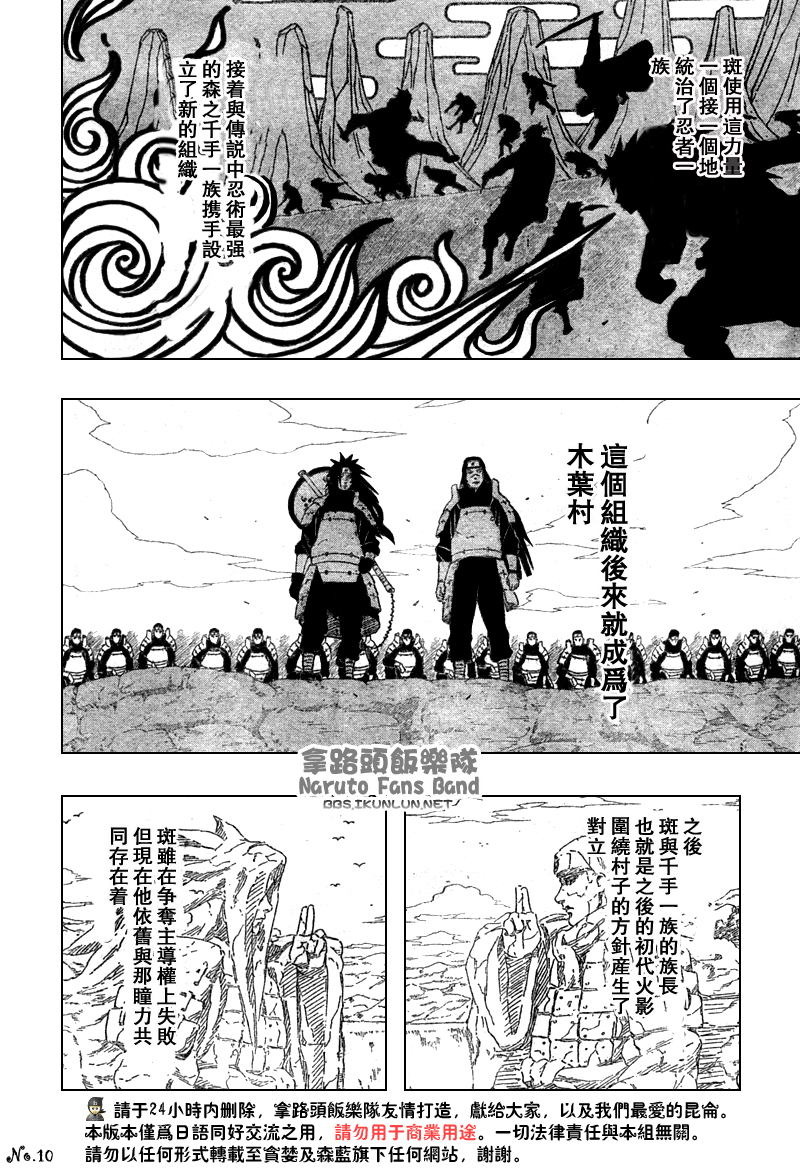 斑使用這力量
一個接一個地
統治了忍者一
族
接着與傳説中忍術最强
的森之千手一族携手設
立了新的組織
這個組織後來就成爲了
木葉村
拿路頭飯樂隊
Naruto Fans Band
BBS.IKUNLUN.NET/
之後
斑與千手一族的族長
也就是之後的初代火影
圍繞村子的方針産生了
對立
斑雖在争奪主導權上失敗
但現在他依舊與那瞳力共
同存在着
請于24小時内删除，拿路頭飯樂隊友情打造，獻給大家，以及我們最愛的昆侖。
本版本僅爲日語同好交流之用，請勿用于商業用途。一切法律責任與本組無關。
請勿以任何形式轉載至貪婪及森藍旗下任何網站，謝謝。
No.10